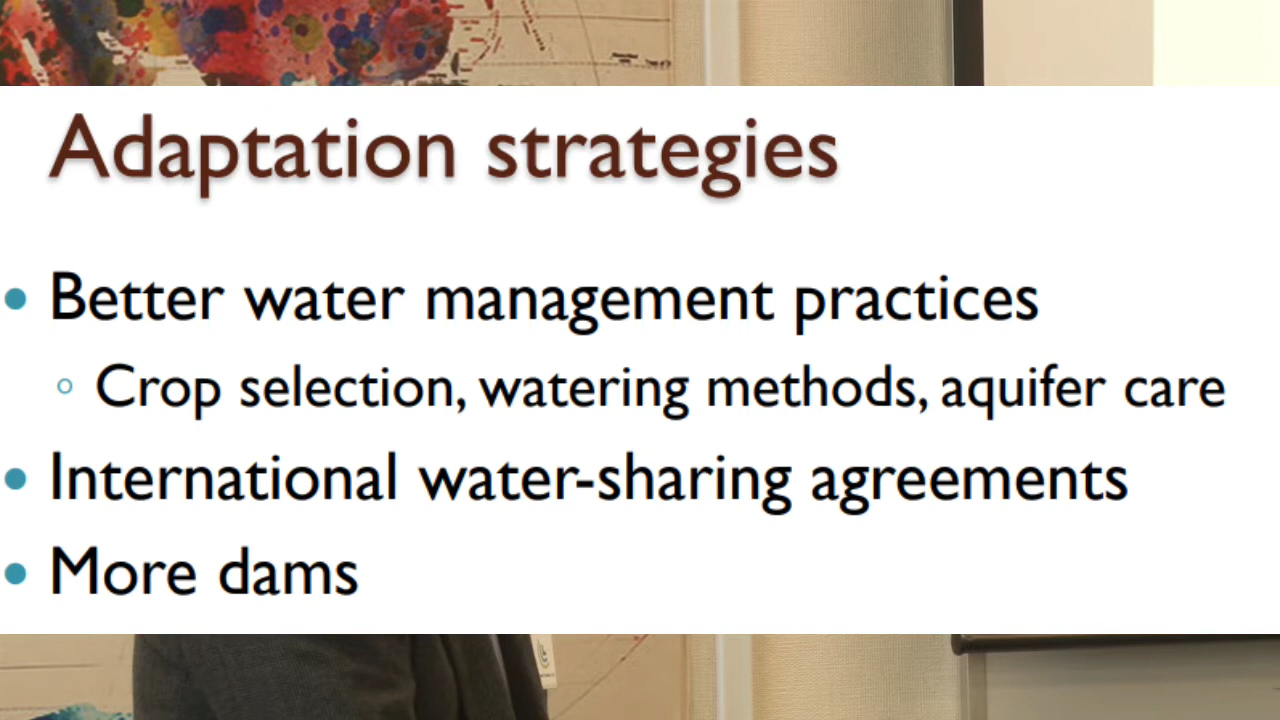 Adaptation strategies
• Better water management practices
◦ Crop selection, watering methods, aquifer care
• International water-sharing agreements
• More dams